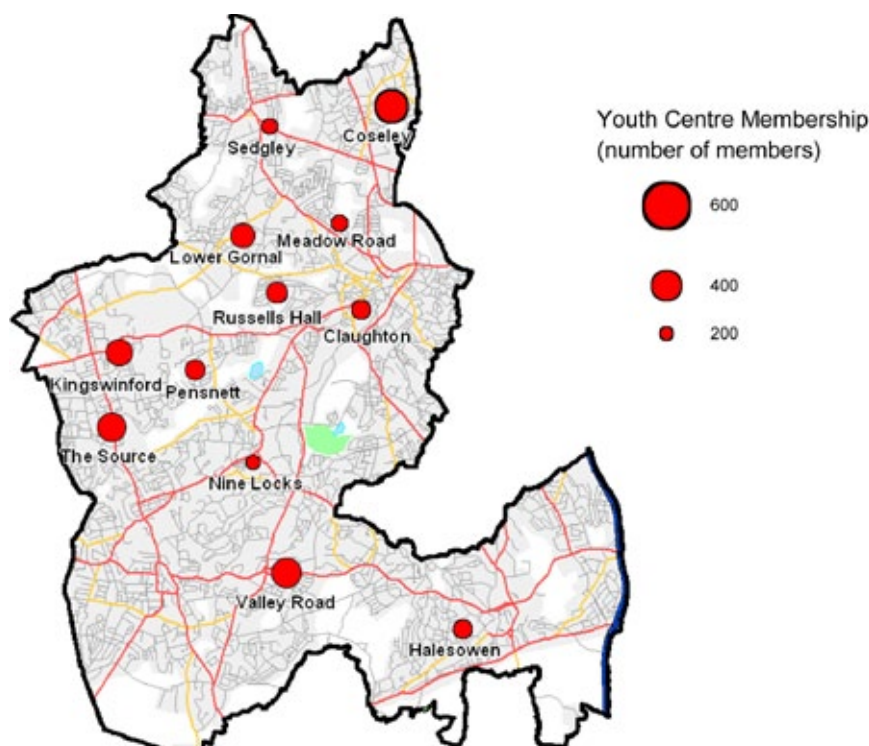 Youth Centre Membership
(number of members)
600
400
200
Coseley
Sedgley
Meadow Road
Lower Gornal
Russells Hall
Claughton
Kingswinford
Pensnett
The Source
Nine Locks
Valley Road
Halesowen